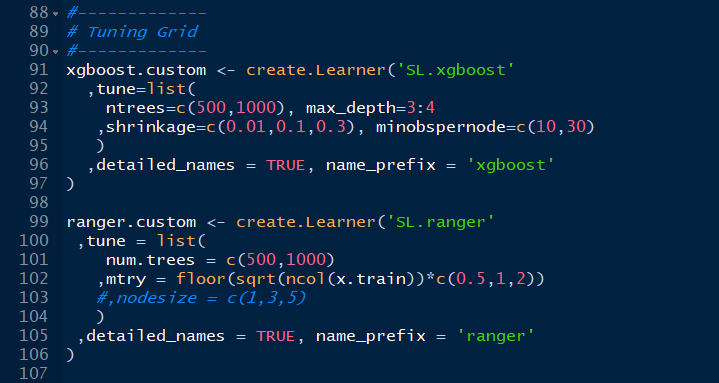 88 #-------------
89 # Tuning Grid
90 #-------------
91 xgboost.custom <- create.Learner('SL.xgboost'
92   ,tune=list(
93     ntrees=c(500,1000), max_depth=3:4
94    ,shrinkage=c(0.01,0.1,0.3), minobspernode=c(10,30)
95    )
96   ,detailed_names = TRUE, name_prefix = 'xgboost'
97 )
98
99 ranger.custom <- create.Learner('SL.ranger'
100  ,tune = list(
101     num.trees = c(500,1000)
102    ,mtry = floor(sqrt(ncol(x.train))*c(0.5,1,2))
103    #,nodesize = c(1,3,5)
104    )
105  ,detailed_names = TRUE, name_prefix = 'ranger'
106 )
107